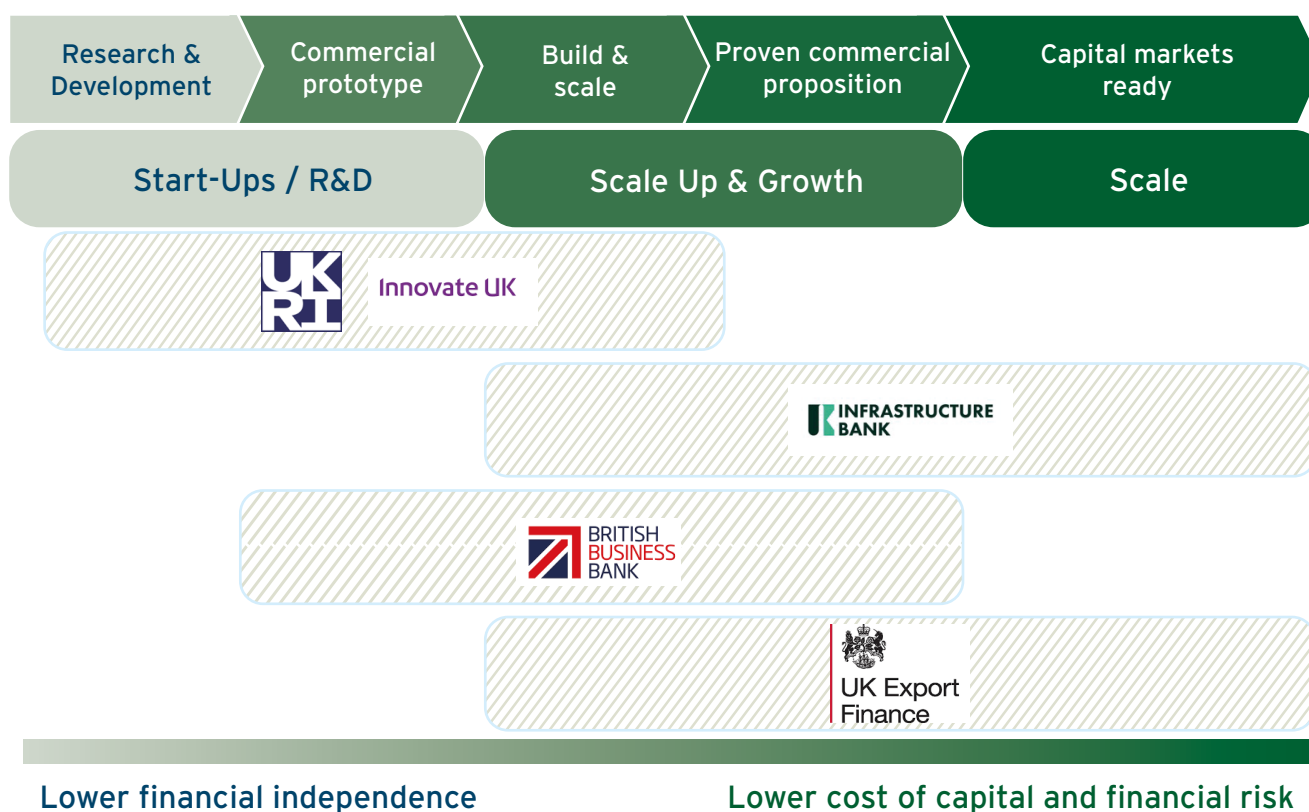 Research &
Development
Commercial
prototype
Build &
scale
Proven commercial
proposition
Capital markets
ready
Start-Ups / R&D
Scale Up & Growth
Scale
UK
RI
Innovate UK
UK INFRASTRUCTURE
BANK
BRITISH
BUSINESS
BANK
UK Export
Finance
Lower financial independence
Lower cost of capital and financial risk